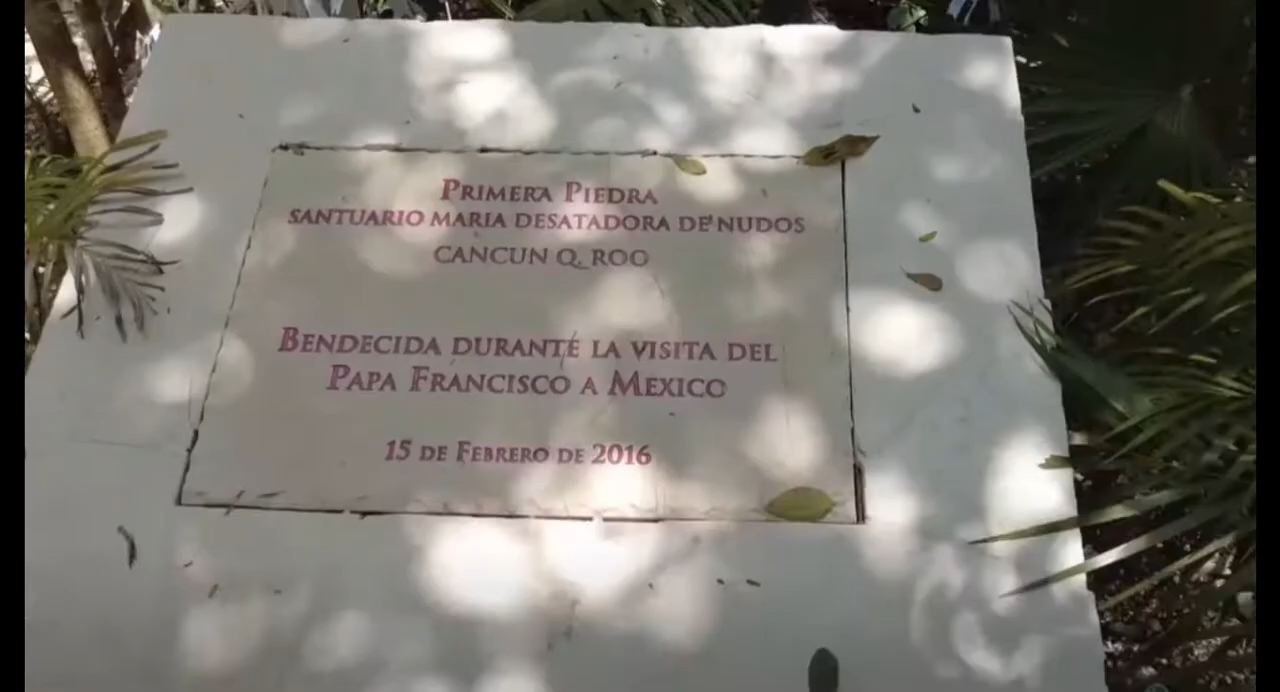 PRIMERA PIEDRA
SANTUARIO MARIA DESATADORA DE NUDOS
CANCUN Q. ROO
BENDECIDA DURANTE LA VISITA DEL
PAPA FRANCISCO A MEXICO
15 DE FEBRERO DE 2016